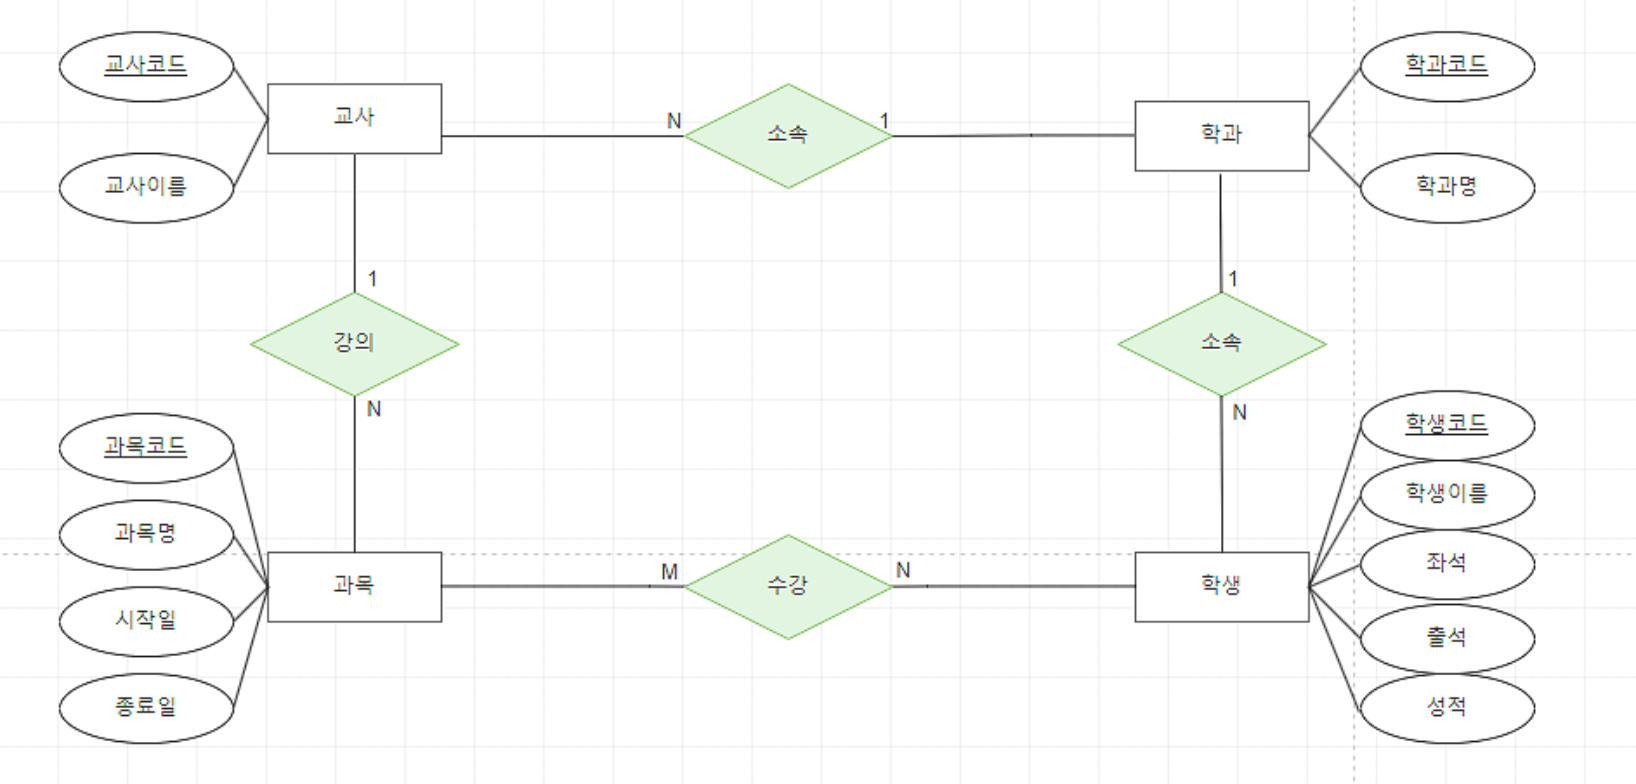 교사코드
교사이름
교사
N
소속
1
학과
학과코드
학과명
1
강의
N
1
소속
N
과목코드
과목명
시작일
종료일
과목
M
수강
N
학생
학생코드
학생이름
좌석
출석
성적